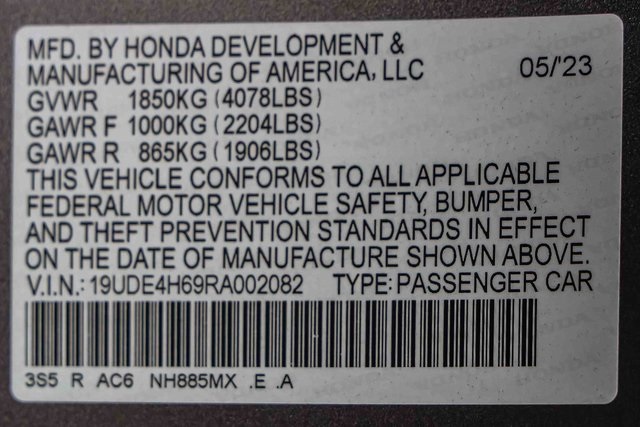 MFD. BY HONDA DEVELOPMENT &
MANUFACTURING OF AMERICA, LLC 05/'23
GVWR 1850KG (4078LBS)
GAWR F 1000KG (2204LBS)
GAWR R 865KG (1906LBS)
THIS VEHICLE CONFORMS TO ALL APPLICABLE
FEDERAL MOTOR VEHICLE SAFETY, BUMPER,
AND THEFT PREVENTION STANDARDS IN EFFECT
ON THE DATE OF MANUFACTURE SHOWN ABOVE.
V.I.N.: 19UDE4H69RA002082 TYPE: PASSENGER CAR
3S5 R AC6 NH885MX .E .A